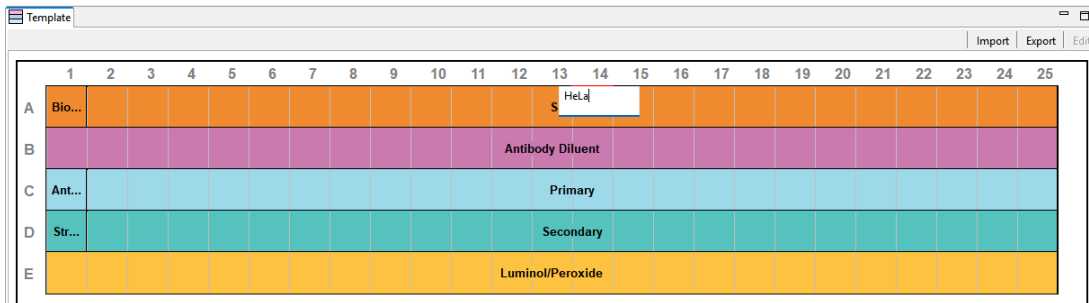 Template
Import Export Edit
1 2 3 4 5 6 7 8 9 10 11 12 13 14 15 16 17 18 19 20 21 22 23 24 25
A Bio... S HeLa
B Antibody Diluent
C Ant... Primary
D Str... Secondary
E Luminol/Peroxide